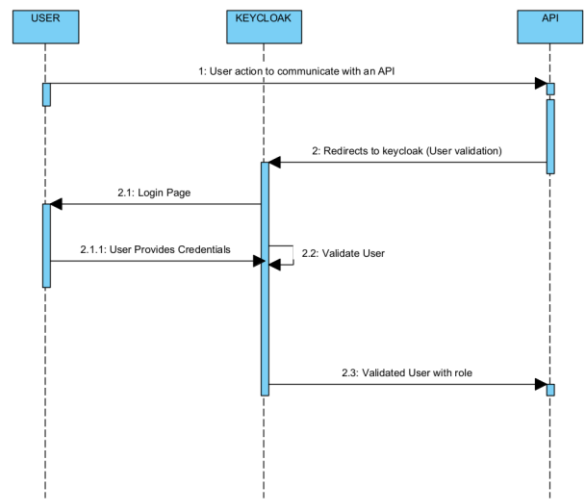 USER
KEYCLOAK
API
1: User action to communicate with an API
2: Redirects to keycloak (User validation)
2.1: Login Page
2.1.1: User Provides Credentials
2.2: Validate User
2.3: Validated User with role